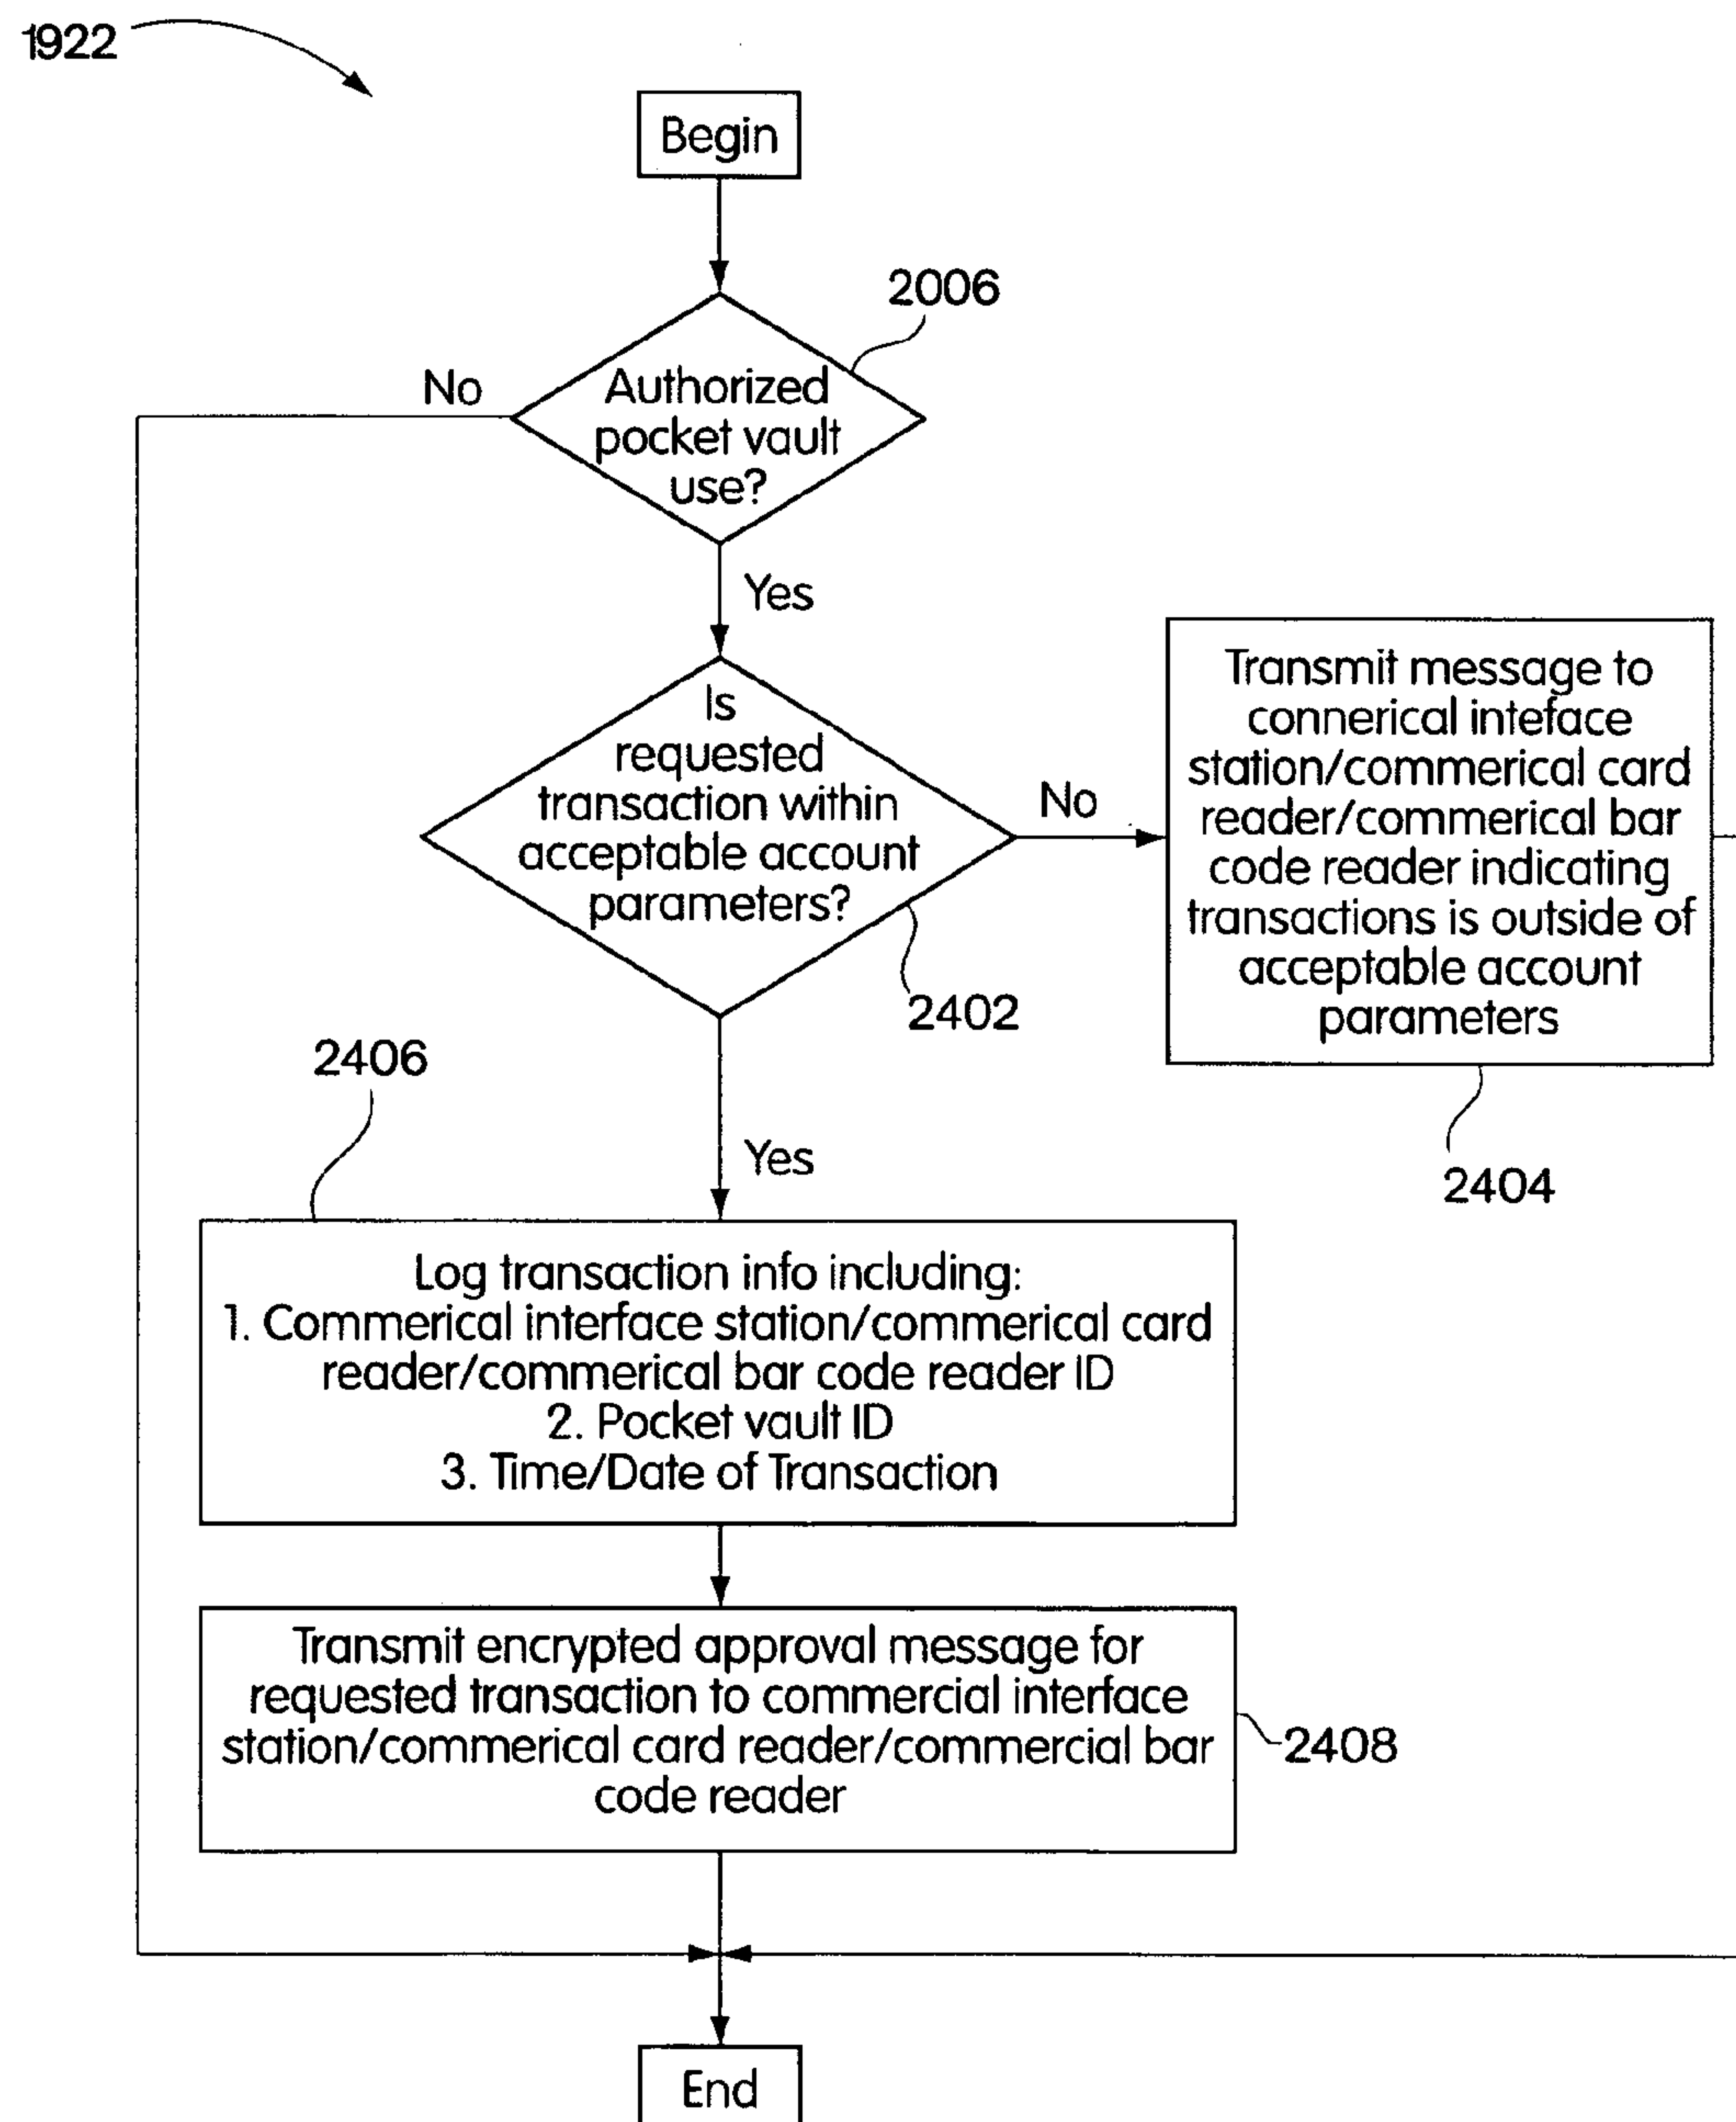 1922
Begin
2006
No
Authorized
pocket vault
use?
Yes
Is
requested
transaction within
acceptable account
parameters?
No
2402
Transmit message to
connerical inteface
station/commerical card
reader/commerical bar
code reader indicating
transactions is outside of
acceptable account
parameters
2404
2406
Yes
Log transaction info including:
1. Commerical interface station/commerical card
reader/commerical bar code reader ID
2. Pocket vault ID
3. Time/Date of Transaction
Transmit encrypted approval message for
requested transaction to commercial interface
station/commerical card reader/commercial bar
code reader
2408
End